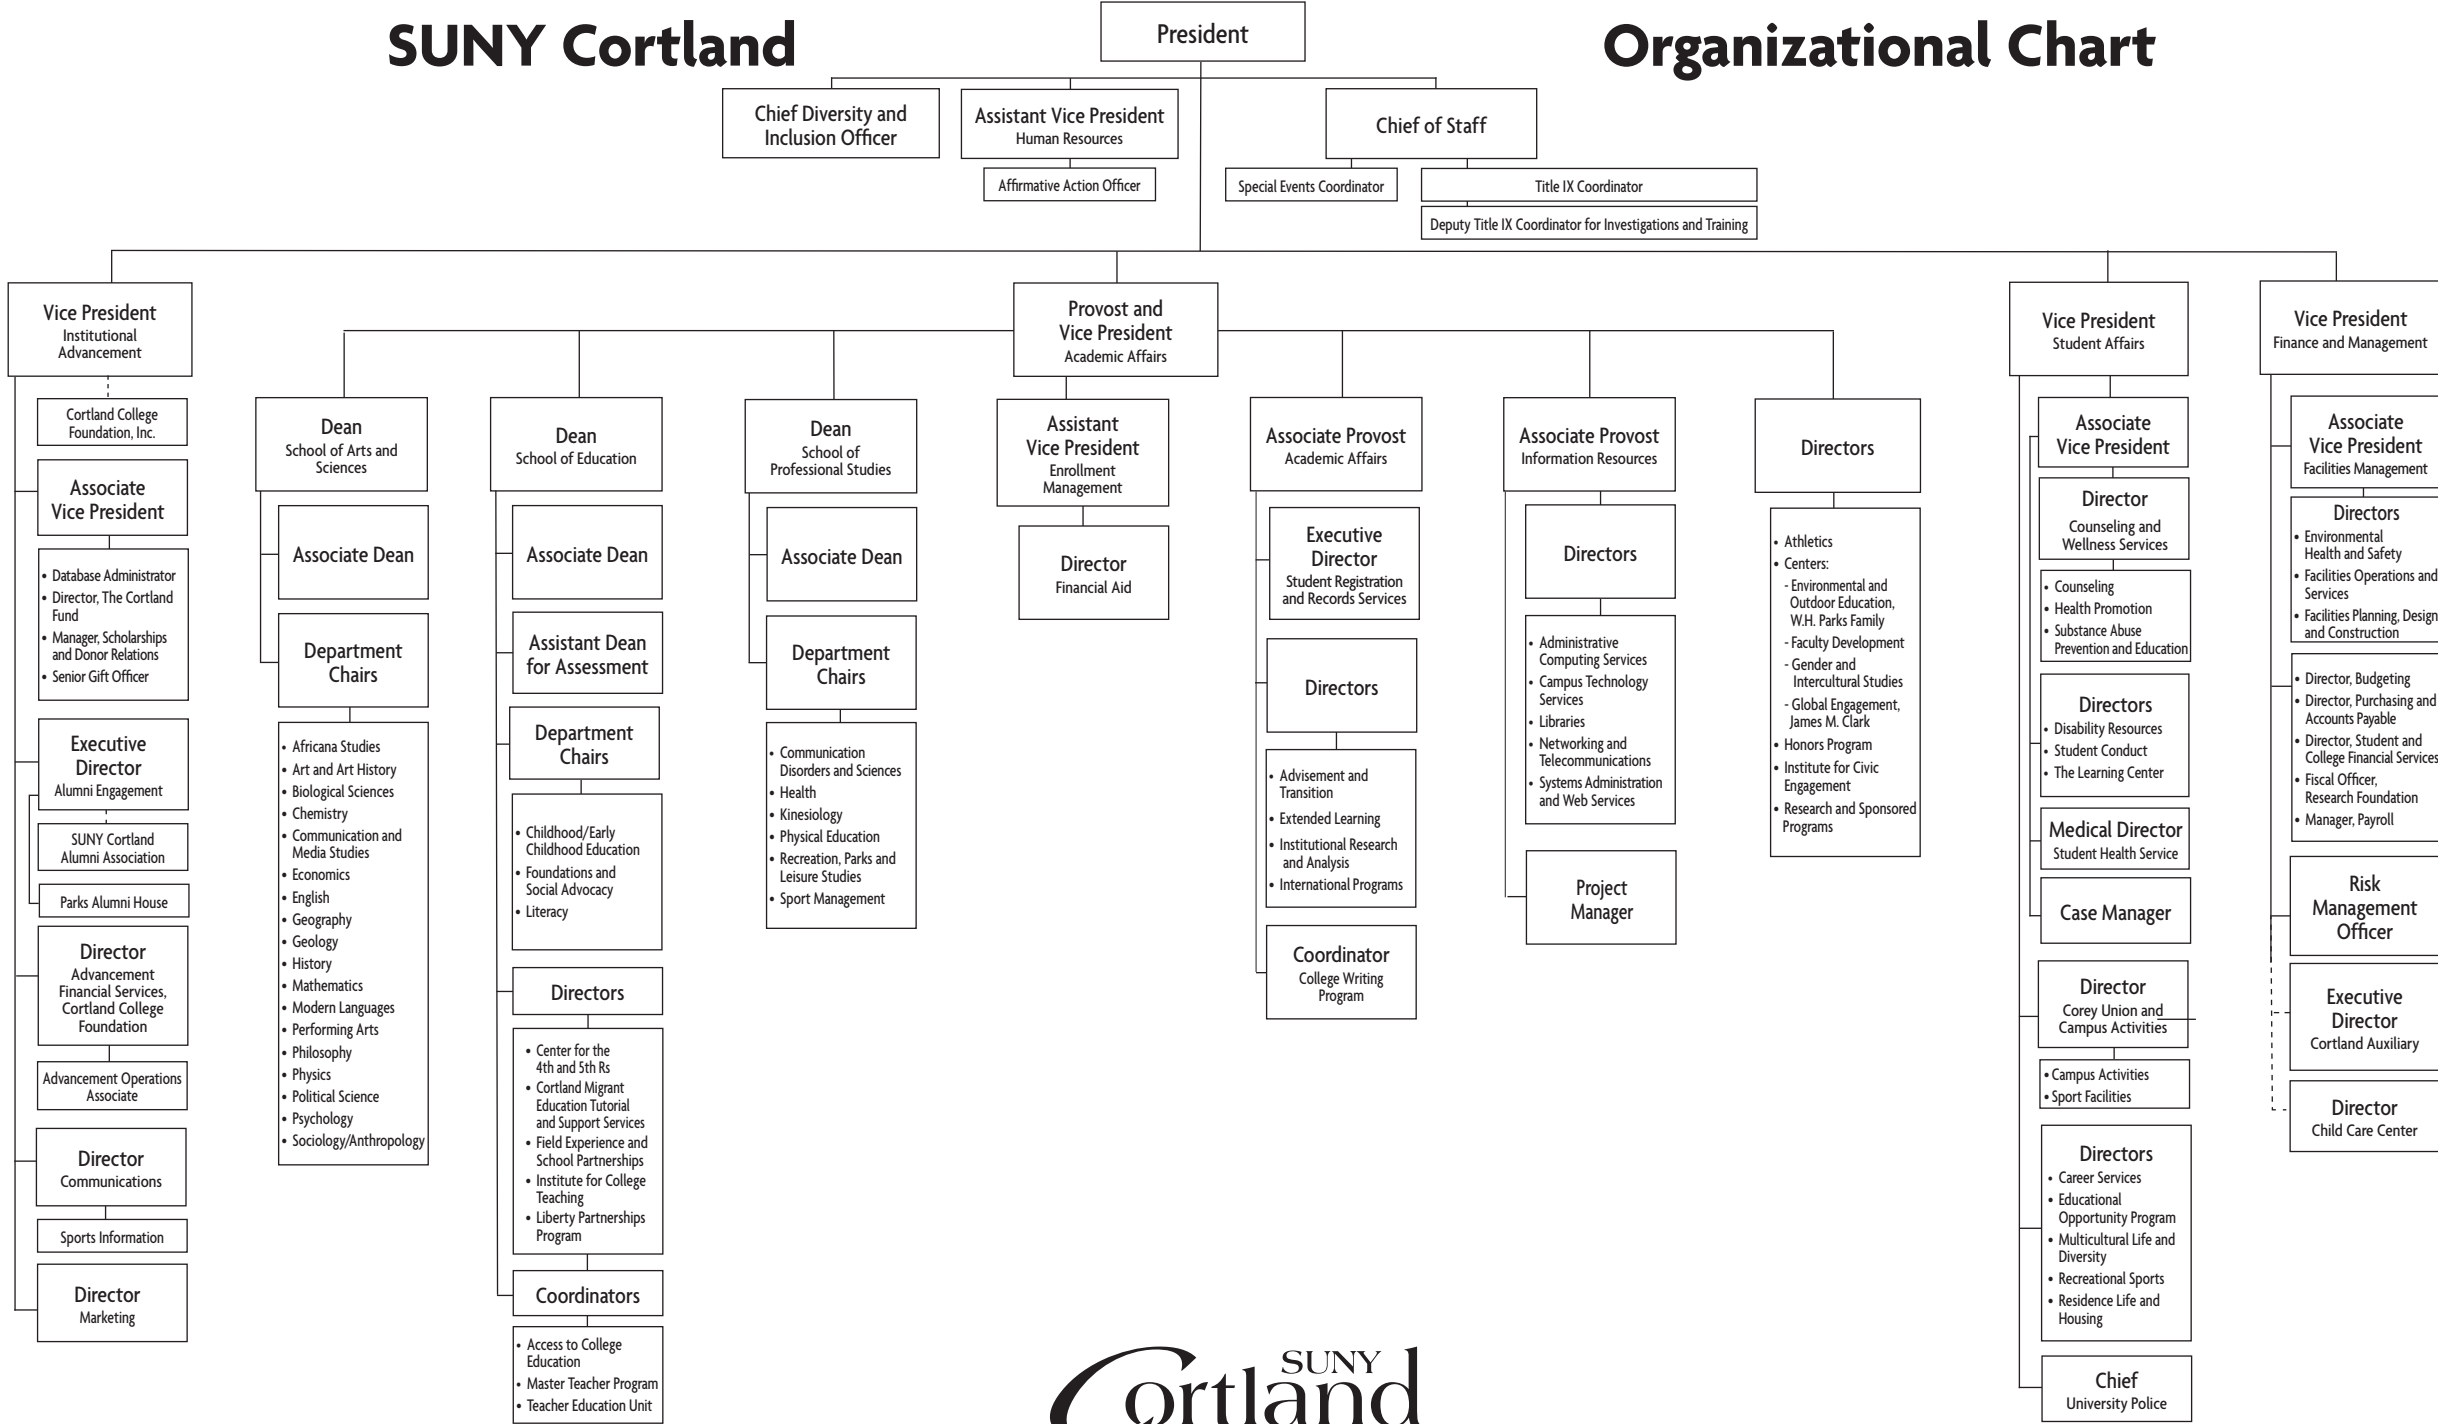 SUNY Cortland
Organizational Chart
President
Chief Diversity and
Inclusion Officer
Assistant Vice President
Human Resources
Affirmative Action Officer
Chief of Staff
Special Events Coordinator
Title IX Coordinator
Deputy Title IX Coordinator for Investigations and Training
Vice President
Institutional
Advancement
Cortland College
Foundation, Inc.
Associate
Vice President
• Database Administrator
• Director, The Cortland
Fund
• Manager, Scholarships
and Donor Relations
• Senior Gift Officer
Executive
Director
Alumni Engagement
SUNY Cortland
Alumni Association
Parks Alumni House
Director
Advancement
Financial Services,
Cortland College
Foundation
Advancement Operations
Associate
Director
Communications
Sports Information
Director
Marketing
Provost and
Vice President
Academic Affairs
Dean
School of Arts and
Sciences
Associate Dean
Department
Chairs
• Africana Studies
• Art and Art History
• Biological Sciences
• Chemistry
• Communication and
Media Studies
• Economics
• English
• Geography
• Geology
• History
• Mathematics
• Modern Languages
• Performing Arts
• Philosophy
• Physics
• Political Science
• Psychology
• Sociology/Anthropology
Dean
School of Education
Associate Dean
Assistant Dean
for Assessment
Department
Chairs
• Childhood/Early
Childhood Education
• Foundations and
Social Advocacy
• Literacy
Directors
• Center for the
4th and 5th Rs
• Cortland Migrant
Education Tutorial
and Support Services
• Field Experience and
School Partnerships
• Institute for College
Teaching
• Liberty Partnerships
Program
Coordinators
• Access to College
Education
• Master Teacher Program
• Teacher Education Unit
Dean
School of
Professional Studies
Associate Dean
Department
Chairs
• Communication
Disorders and Sciences
• Health
• Kinesiology
• Physical Education
• Recreation, Parks and
Leisure Studies
• Sport Management
Assistant
Vice President
Enrollment
Management
Director
Financial Aid
Associate Provost
Academic Affairs
Executive
Director
Student Registration
and Records Services
Directors
• Advisement and
Transition
• Extended Learning
• Institutional Research
and Analysis
• International Programs
Coordinator
College Writing
Program
Associate Provost
Information Resources
Directors
• Administrative
Computing Services
• Campus Technology
Services
• Libraries
• Networking and
Telecommunications
• Systems Administration
and Web Services
Project
Manager
Directors
• Athletics
• Centers:
- Environmental and
Outdoor Education,
W.H. Parks Family
- Faculty Development
- Gender and
Intercultural Studies
- Global Engagement,
James M. Clark
• Honors Program
• Institute for Civic
Engagement
• Research and Sponsored
Programs
Vice President
Student Affairs
Associate
Vice President
Director
Counseling and
Wellness Services
• Counseling
• Health Promotion
• Substance Abuse
Prevention and Education
Directors
• Disability Resources
• Student Conduct
• The Learning Center
Medical Director
Student Health Service
Case Manager
Director
Corey Union and
Campus Activities
• Campus Activities
• Sport Facilities
Directors
• Career Services
• Educational
Opportunity Program
• Multicultural Life and
Diversity
• Recreational Sports
• Residence Life and
Housing
Chief
University Police
Vice President
Finance and Management
Associate
Vice President
Facilities Management
Directors
• Environmental
Health and Safety
• Facilities Operations and
Services
• Facilities Planning, Design
and Construction
• Director, Budgeting
• Director, Purchasing and
Accounts Payable
• Director, Student and
College Financial Services
• Fiscal Officer,
Research Foundation
• Manager, Payroll
Risk
Management
Officer
Executive
Director
Cortland Auxiliary
Director
Child Care Center
SUNY
Cortland